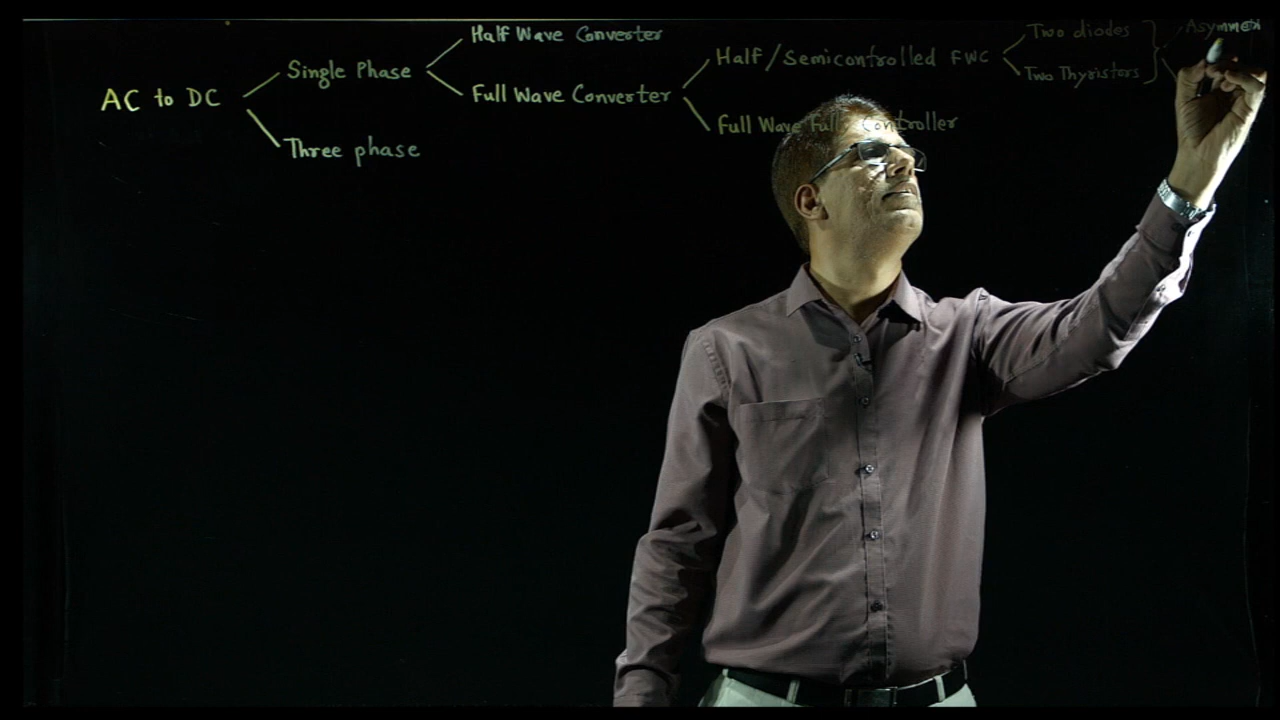 Half Wave Converter
Two diodes
Asymmetri
AC to DC
Single Phase
Full Wave Converter
Half/Semicontrolled FWC
Two Thyristors
Three phase
Full Wave Full Controller